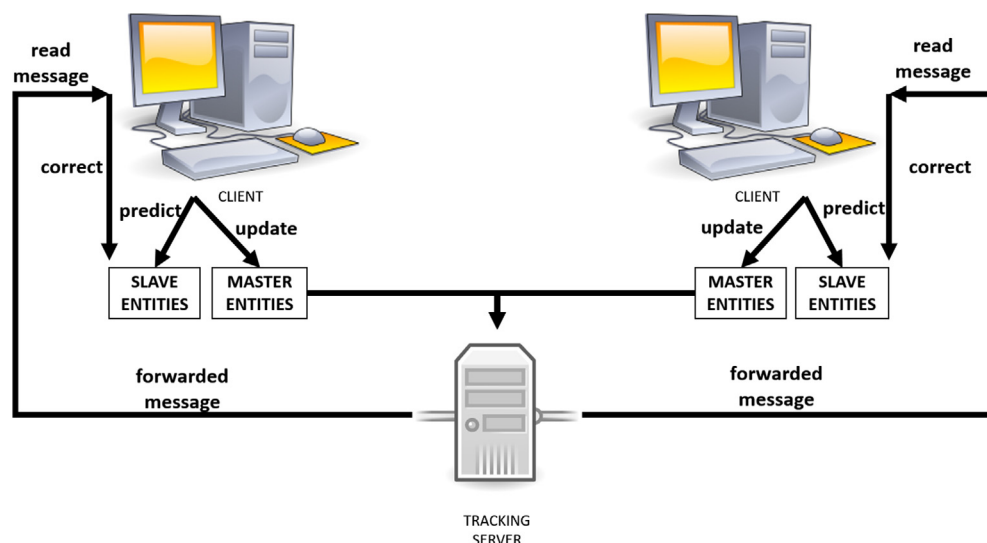 read
message
read
message
correct
correct
CLIENT
CLIENT
predict
update
update
predict
SLAVE
ENTITIES
MASTER
ENTITIES
MASTER
ENTITIES
SLAVE
ENTITIES
forwarded
message
forwarded
message
TRACKING
SERVER